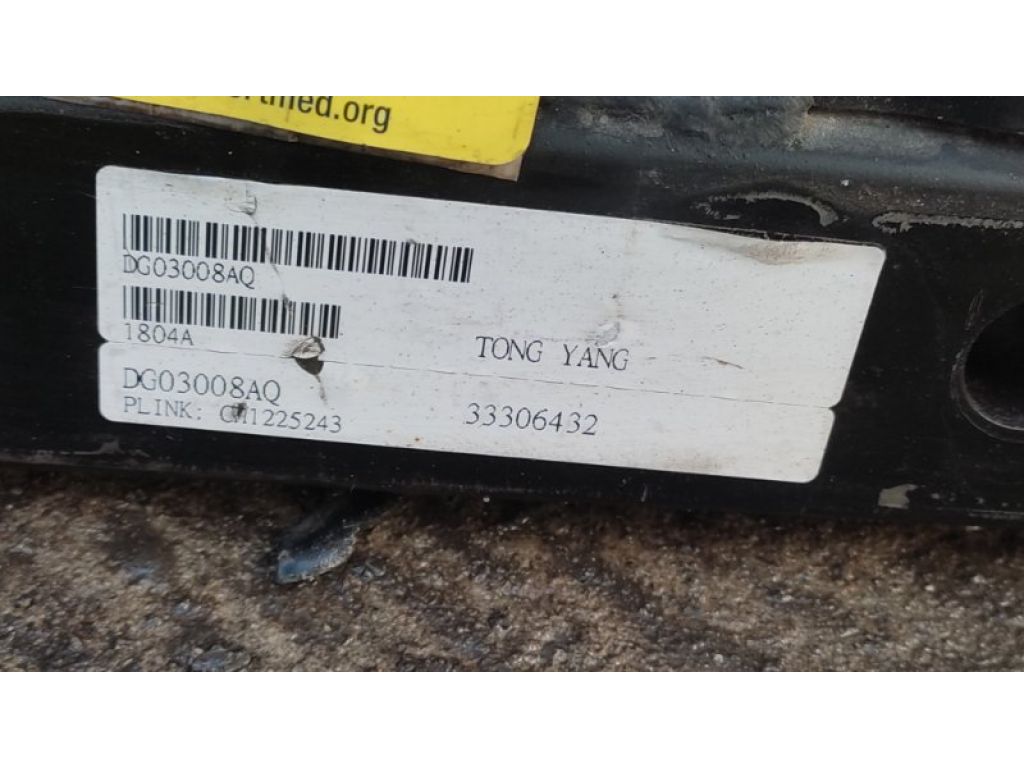 rtified.org
DG03008AQ
1804A
TONG YANG
DG03008AQ
PLINK: CH1225243
33306432